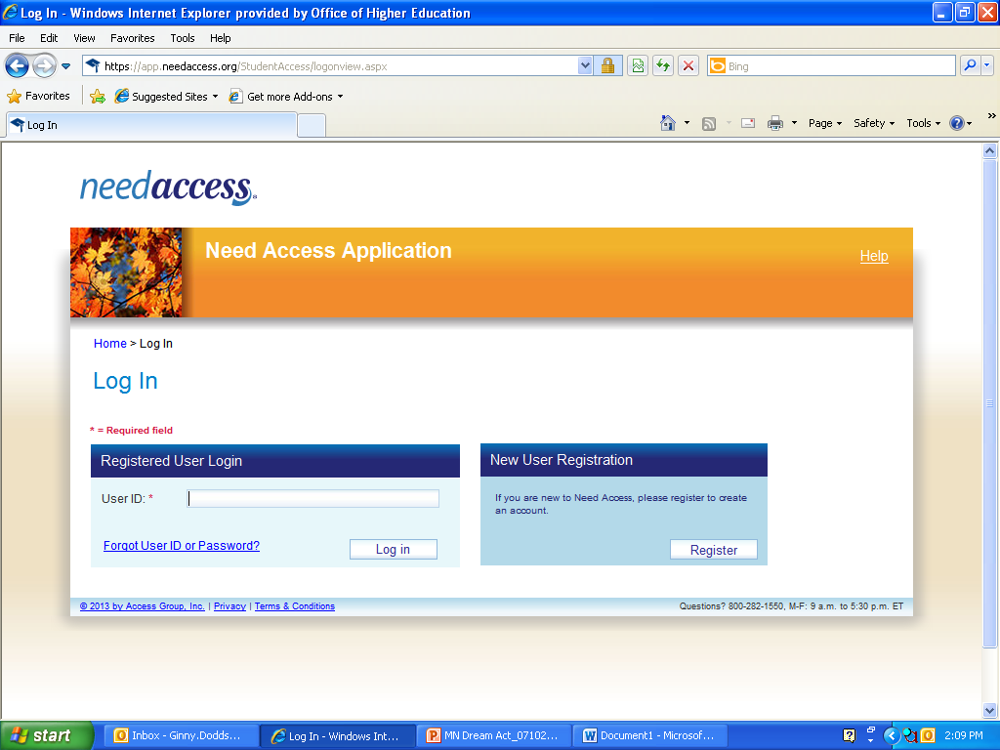 Log In - Windows Internet Explorer provided by Office of Higher Education
File Edit View Favorites Tools Help
https://app.needaccess.org/StudentAccess/logonview.aspx
Bing
Favorites Suggested Sites Get more Add-ons
Log In
Page Safety Tools
needaccess®
Need Access Application
Help
Home > Log In
Log In
* = Required field
Registered User Login
User ID: *
Forgot User ID or Password?
Log in
New User Registration
If you are new to Need Access, please register to create
an account.
Register
© 2013 by Access Group, Inc. | Privacy | Terms & Conditions
Questions? 800-282-1550, M-F: 9 a.m. to 5:30 p.m. ET
start
Inbox - Ginny.Dodds...
Log In - Windows Int...
MN Dream Act_07102...
Document1 - Microsof...
2:09 PM